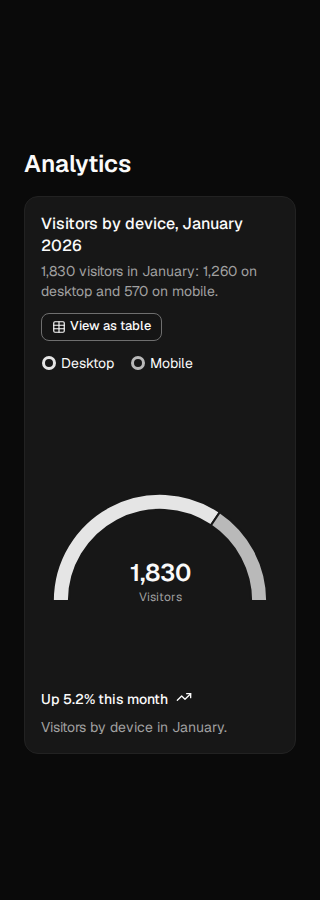 Analytics
Visitors by device, January
2026
1,830 visitors in January: 1,260 on
desktop and 570 on mobile.
View as table
Desktop
Mobile
1,830
Visitors
Up 5.2% this month
Visitors by device in January.